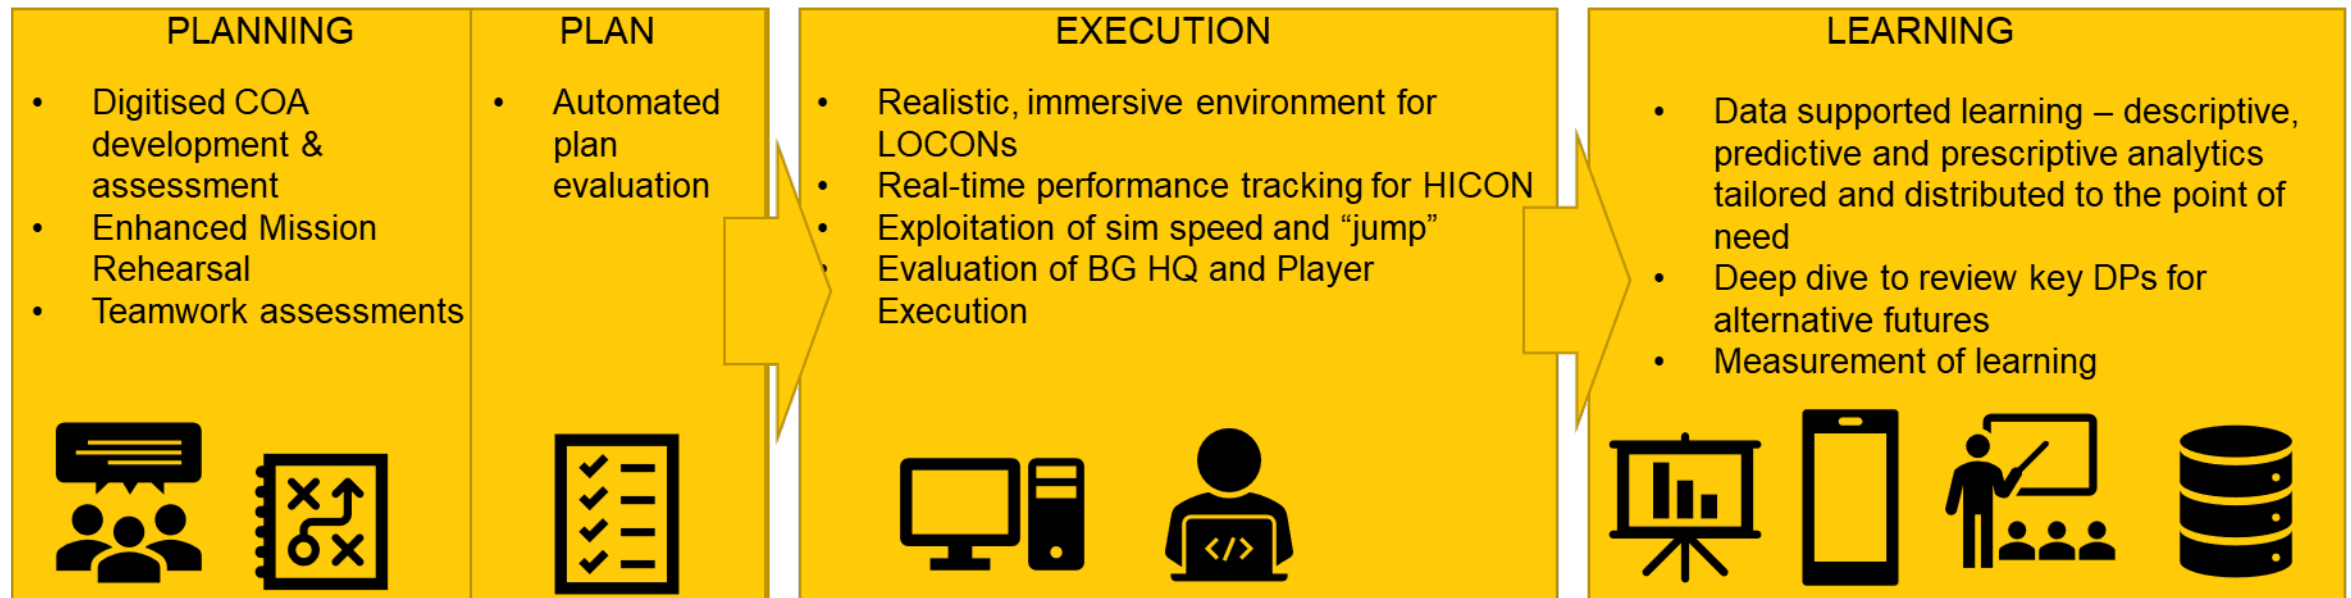 PLANNING
• Digitised COA
development &
assessment
• Enhanced Mission
Rehearsal
• Teamwork assessments
PLAN
• Automated
plan
evaluation
EXECUTION
• Realistic, immersive environment for
LOCONs
• Real-time performance tracking for HICON
• Exploitation of sim speed and “jump”
• Evaluation of BG HQ and Player
Execution
LEARNING
• Data supported learning – descriptive,
predictive and prescriptive analytics
tailored and distributed to the point of
need
• Deep dive to review key DPs for
alternative futures
• Measurement of learning